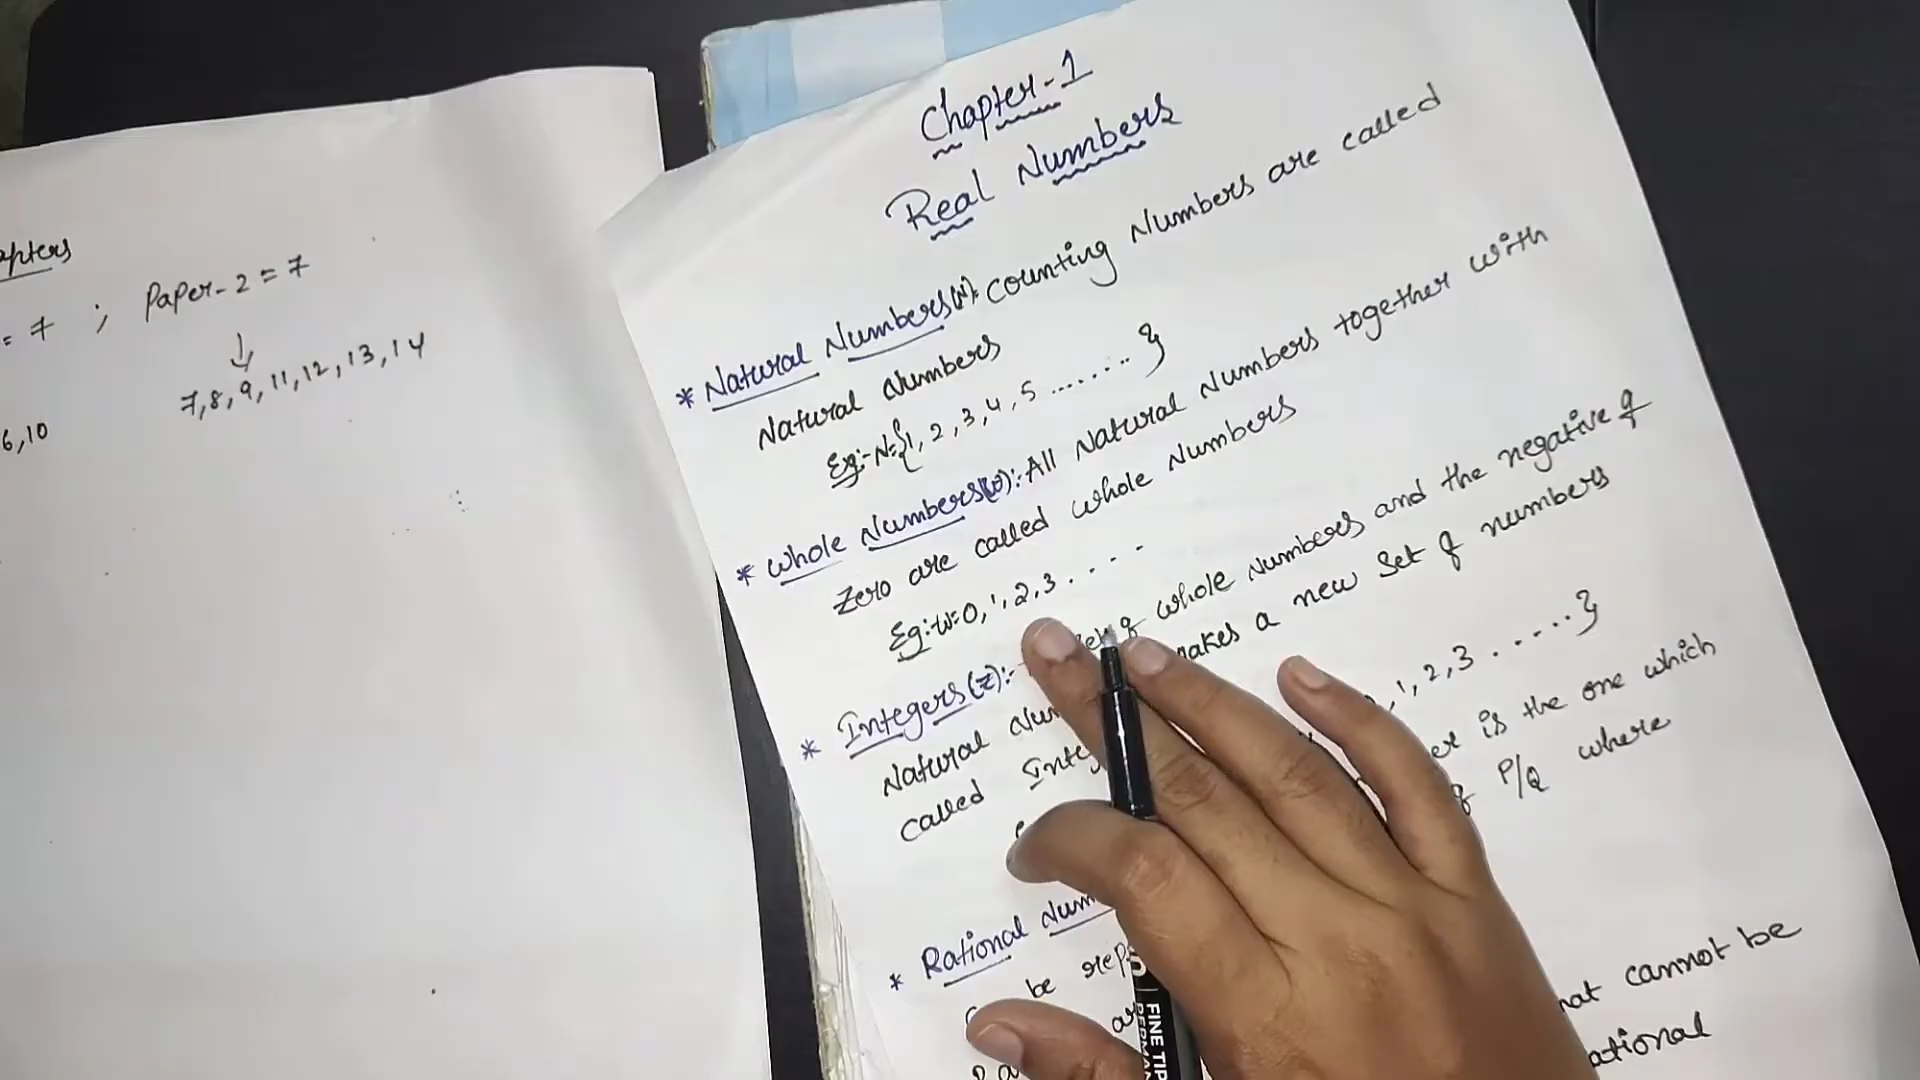 apters
= 7 ; Paper-2 = 7
↓
7,8,9,11,12,13,14
6,10
Chapter-1
Real Numbers
* Natural Numbers(N): counting Numbers are called
Natural Numbers
Eg:- N={1, 2, 3, 4, 5 ........}
* Whole Numbers(w): All Natural Numbers together with
Zero are called whole Numbers
Eg:- w=0, 1, 2, 3 . . . .
* Integers(z):- of whole Numbers and the negative of
Natural makes a new Set of numbers
called
1, 2, 3 . . . . . }
* Rational is the one which
be of P/Q where
cannot be